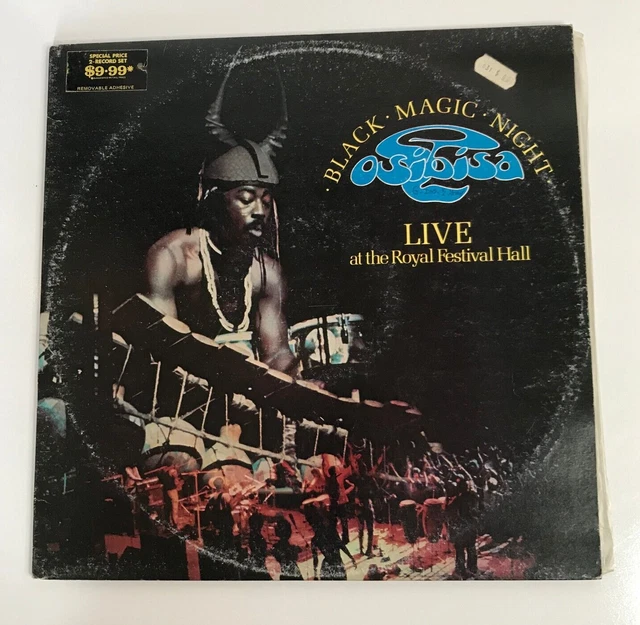 SPECIAL PRICE
2-RECORD SET
$9.99*
REMOVABLE ADHESIVE
· BLACK · MAGIC · NIGHT ·
Osibisa
LIVE
at the Royal Festival Hall